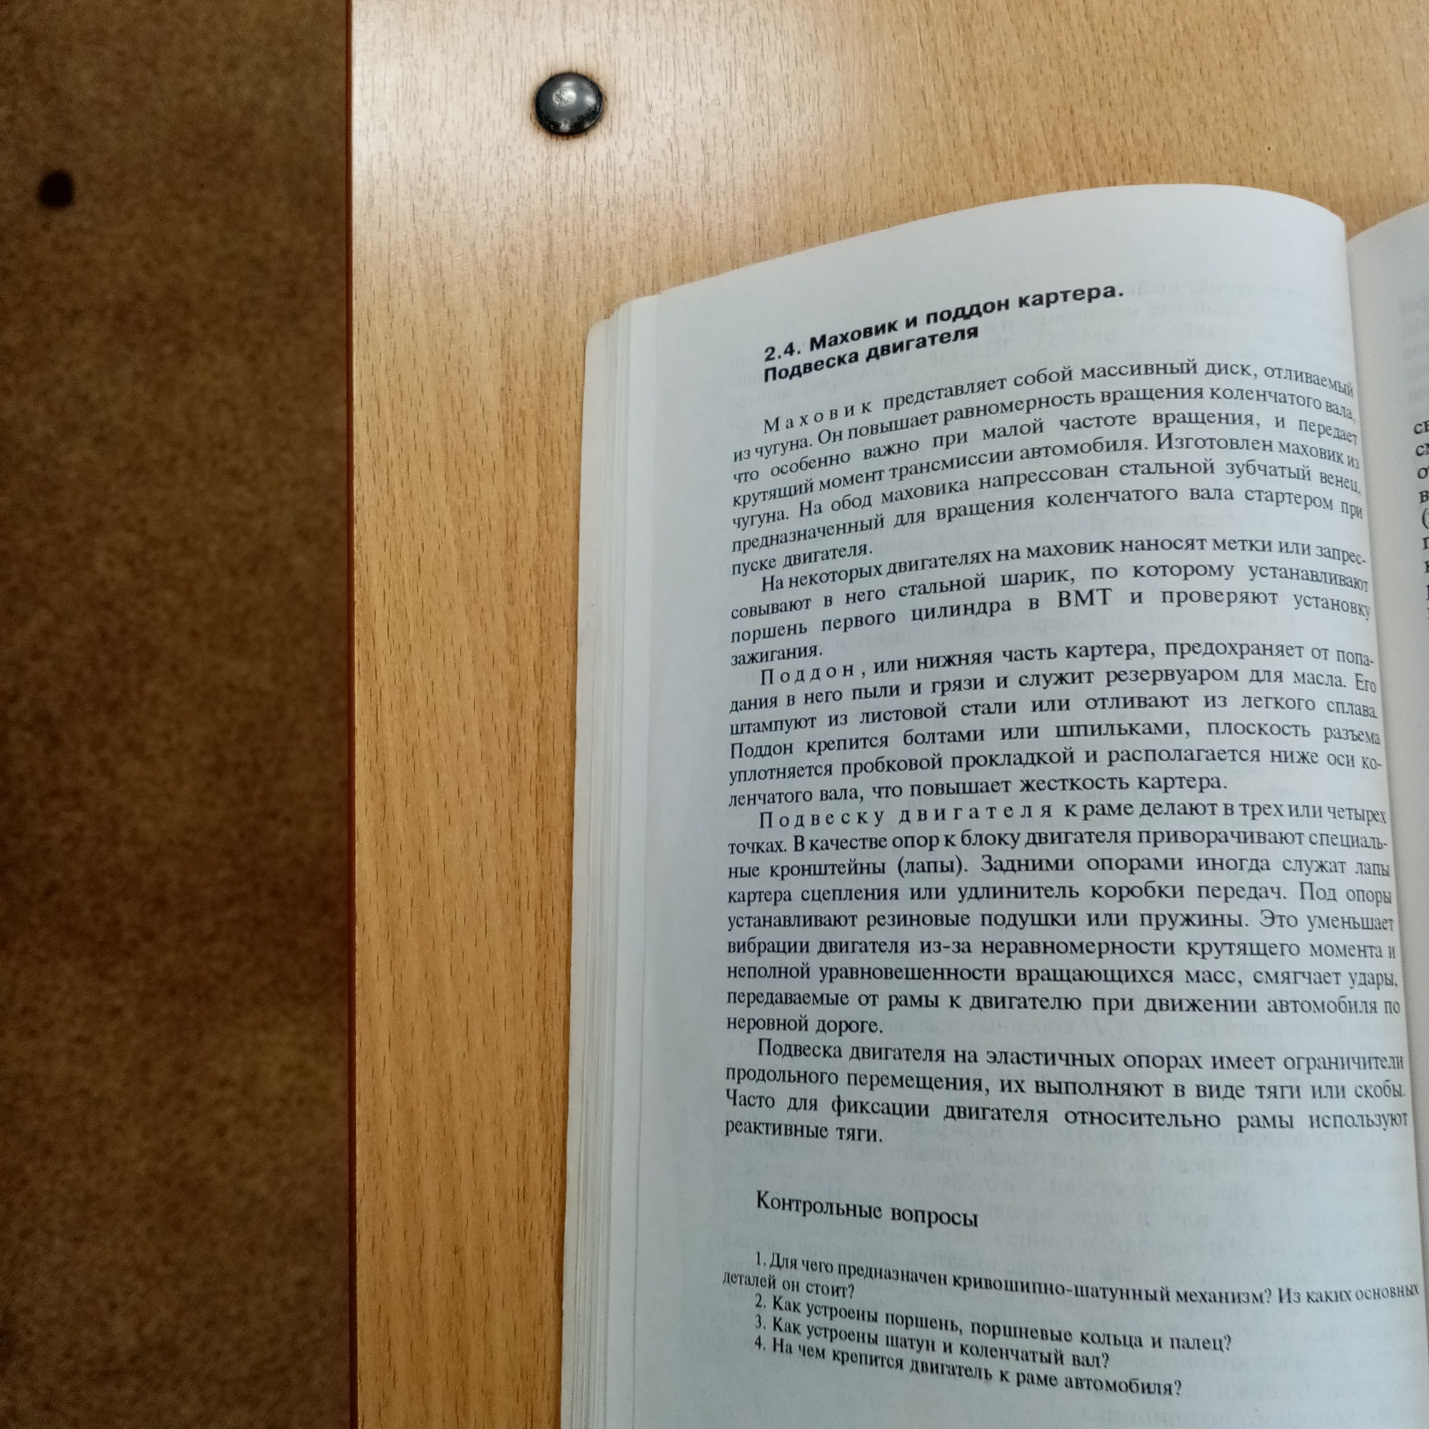 2.4. Маховик и поддон картера.
Подвеска двигателя
Маховик представляет собой массивный диск, отливаемый
из чугуна. Он повышает равномерность вращения коленчатого вала,
что особенно важно при малой частоте вращения, и передает
крутящий момент трансмиссии автомобиля. Изготовлен маховик из
чугуна. На обод маховика напрессован стальной зубчатый венец,
предназначенный для вращения коленчатого вала стартером при
пуске двигателя.
На некоторых двигателях на маховик наносят метки или запрес-
совывают в него стальной шарик, по которому устанавливают
поршень первого цилиндра в ВМТ и проверяют установку
зажигания.
Поддон, или нижняя часть картера, предохраняет от попа-
дания в него пыли и грязи и служит резервуаром для масла. Его
штампуют из листовой стали или отливают из легкого сплава.
Поддон крепится болтами или шпильками, плоскость разъема
уплотняется пробковой прокладкой и располагается ниже оси ко-
ленчатого вала, что повышает жесткость картера.
Подвеску двигателя к раме делают в трех или четырех
точках. В качестве опор к блоку двигателя приворачивают специаль-
ные кронштейны (лапы). Задними опорами иногда служат лапы
картера сцепления или удлинитель коробки передач. Под опоры
устанавливают резиновые подушки или пружины. Это уменьшает
вибрации двигателя из-за неравномерности крутящего момента и
неполной уравновешенности вращающихся масс, смягчает удары,
передаваемые от рамы к двигателю при движении автомобиля по
неровной дороге.
Подвеска двигателя на эластичных опорах имеет ограничители
продольного перемещения, их выполняют в виде тяги или скобы.
Часто для фиксации двигателя относительно рамы используют
реактивные тяги.
Контрольные вопросы
1. Для чего предназначен кривошипно-шатунный механизм? Из каких основных
деталей он стоит?
2. Как устроены поршень, поршневые кольца и палец?
3. Как устроены шатун и коленчатый вал?
4. На чем крепится двигатель к раме автомобиля?